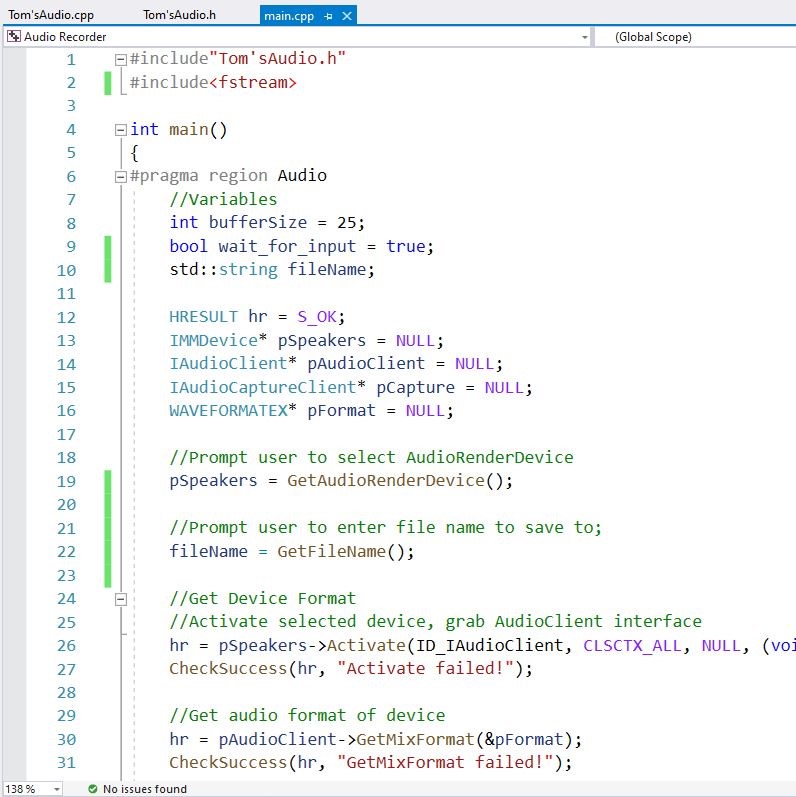 Tom'sAudio.cpp Tom'sAudio.h main.cpp
Audio Recorder (Global Scope)
1 #include"Tom'sAudio.h"
2 #include<fstream>
3
4 int main()
5 {
6 #pragma region Audio
7 //Variables
8 int bufferSize = 25;
9 bool wait_for_input = true;
10 std::string fileName;
11
12 HRESULT hr = S_OK;
13 IMMDevice* pSpeakers = NULL;
14 IAudioClient* pAudioClient = NULL;
15 IAudioCaptureClient* pCapture = NULL;
16 WAVEFORMATEX* pFormat = NULL;
17
18 //Prompt user to select AudioRenderDevice
19 pSpeakers = GetAudioRenderDevice();
20
21 //Prompt user to enter file name to save to;
22 fileName = GetFileName();
23
24 //Get Device Format
25 //Activate selected device, grab AudioClient interface
26 hr = pSpeakers->Activate(ID_IAudioClient, CLSCTX_ALL, NULL, (voi
27 CheckSuccess(hr, "Activate failed!");
28
29 //Get audio format of device
30 hr = pAudioClient->GetMixFormat(&pFormat);
31 CheckSuccess(hr, "GetMixFormat failed!");
138 % No issues found